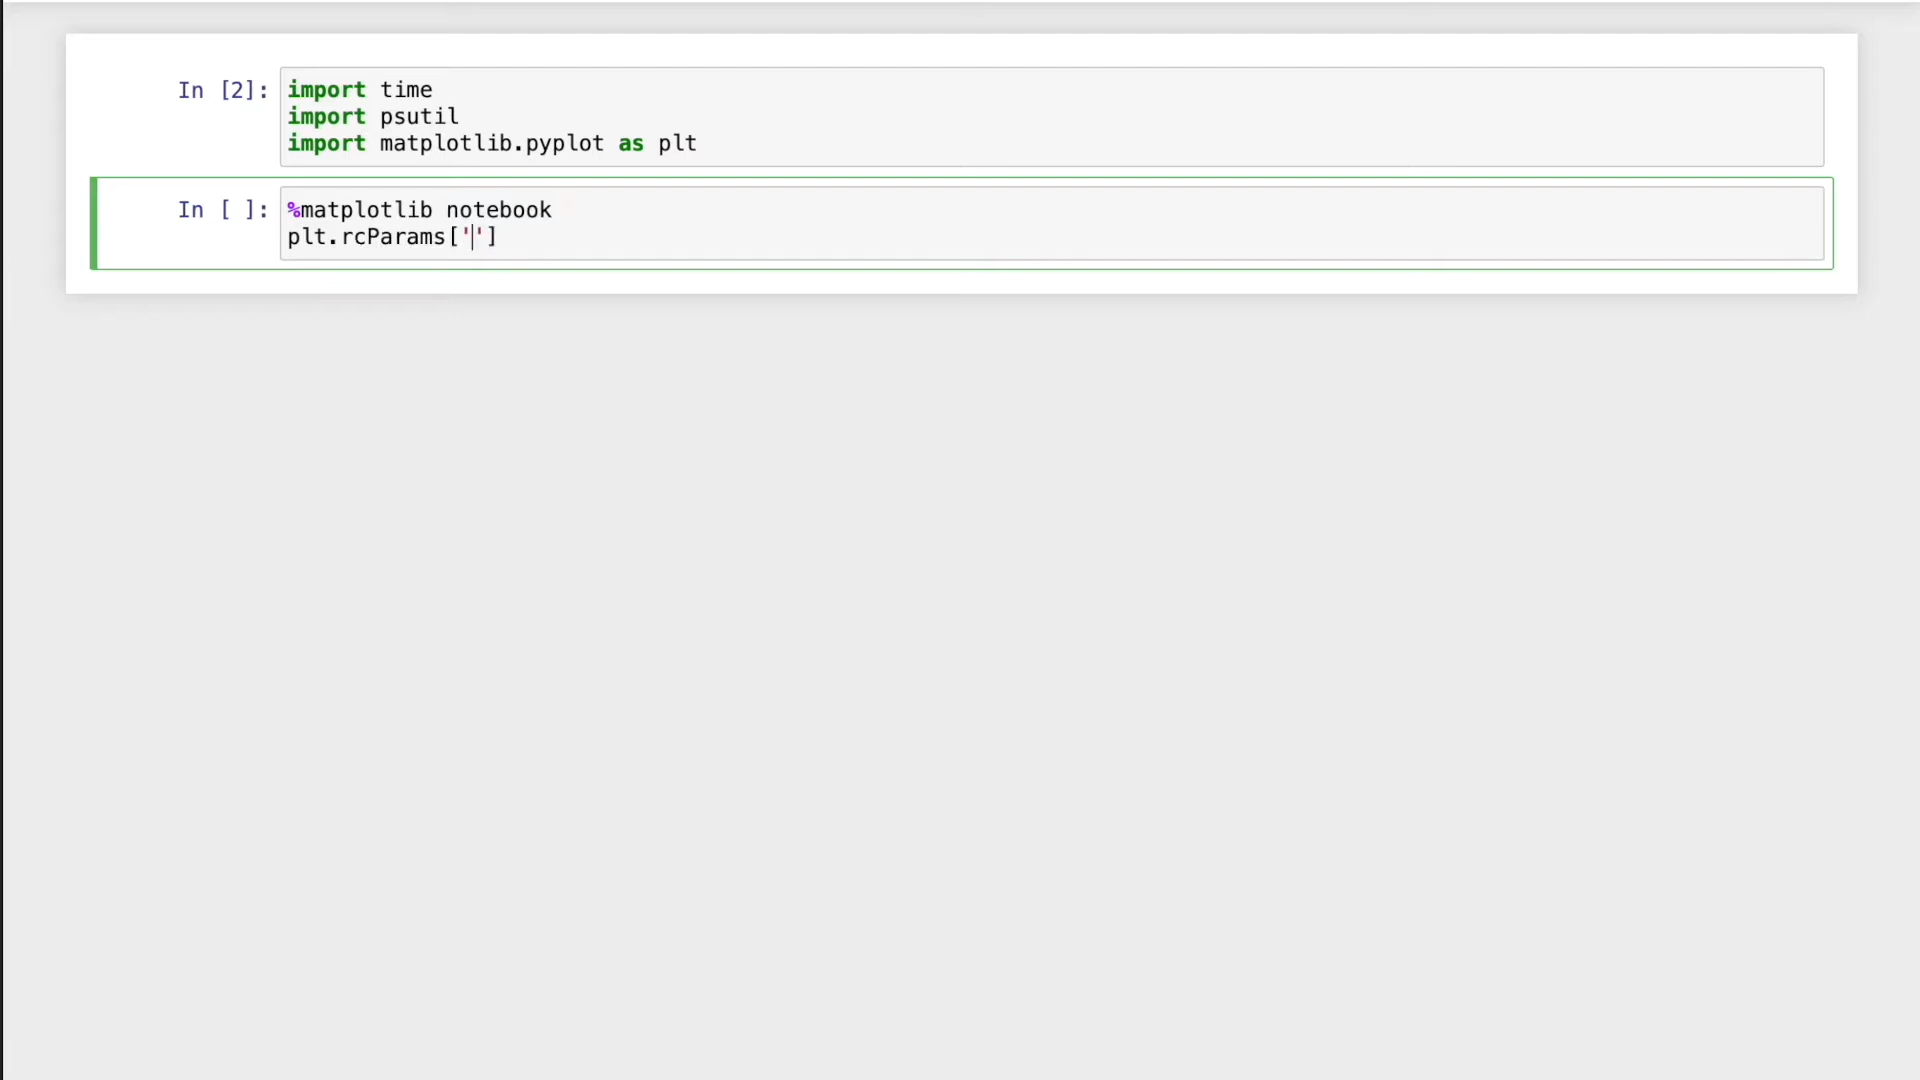 In [2]:
import time
import psutil
import matplotlib.pyplot as plt
In [ ]:
%matplotlib notebook
plt.rcParams['']